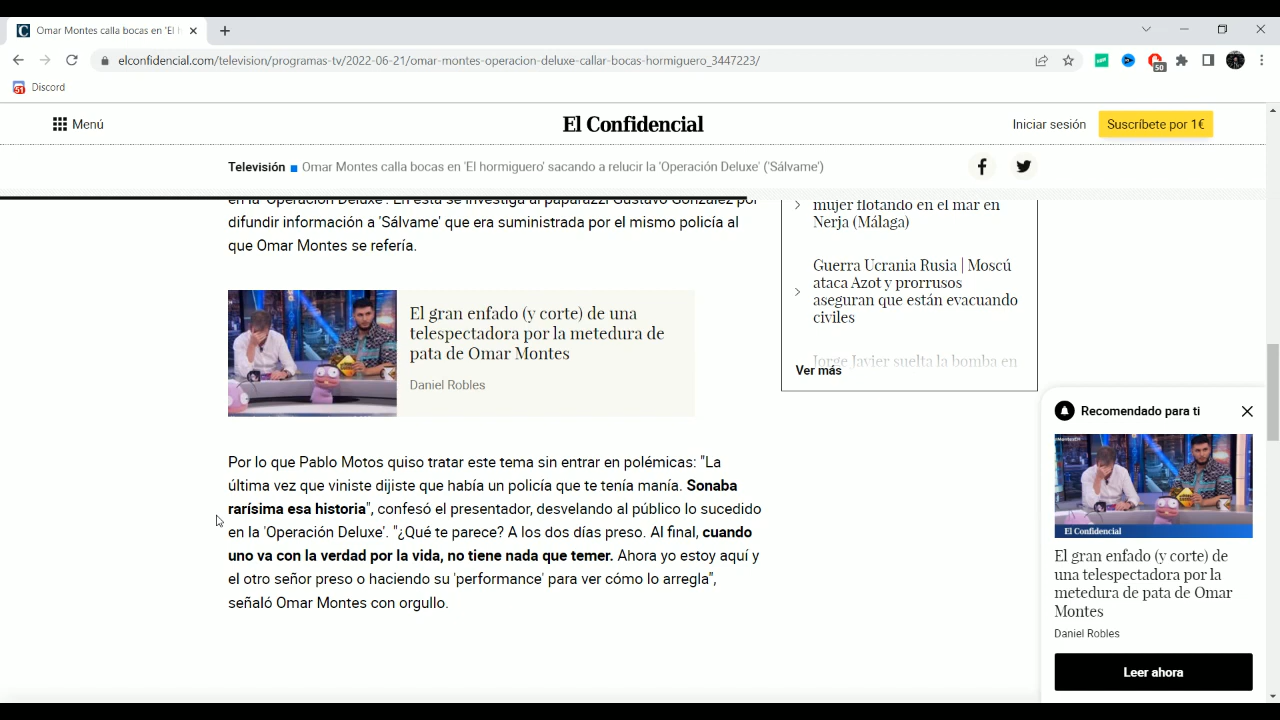 Omar Montes calla bocas en 'El
elconfidencial.com/television/programas-tv/2022-06-21/omar-montes-operacion-deluxe-callar-bocas-hormiguero_3447223/
50
51
Discord
Menú
El Confidencial
Iniciar sesión
Suscríbete por 1€
Televisión
Omar Montes calla bocas en 'El hormiguero' sacando a relucir la 'Operación Deluxe' ('Sálvame')
en la 'Operación Deluxe'. En esta se investiga al paparazzi Gustavo González por
difundir información a 'Sálvame' que era suministrada por el mismo policía al
que Omar Montes se refería.
El gran enfado (y corte) de una
telespectadora por la metedura de
pata de Omar Montes
Daniel Robles
Por lo que Pablo Motos quiso tratar este tema sin entrar en polémicas: "La
última vez que viniste dijiste que había un policía que te tenía manía. Sonaba
rarísima esa historia", confesó el presentador, desvelando al público lo sucedido
en la 'Operación Deluxe'. "¿Qué te parece? A los dos días preso. Al final, cuando
uno va con la verdad por la vida, no tiene nada que temer. Ahora yo estoy aquí y
el otro señor preso o haciendo su 'performance' para ver cómo lo arregla",
señaló Omar Montes con orgullo.
mujer flotando en el mar en
Nerja (Málaga)
Guerra Ucrania Rusia | Moscú
ataca Azot y prorrusos
aseguran que están evacuando
civiles
Jorge Javier suelta la bomba en
Ver más
Recomendado para ti
El Confidencial
El gran enfado (y corte) de
una telespectadora por la
metedura de pata de Omar
Montes
Daniel Robles
Leer ahora